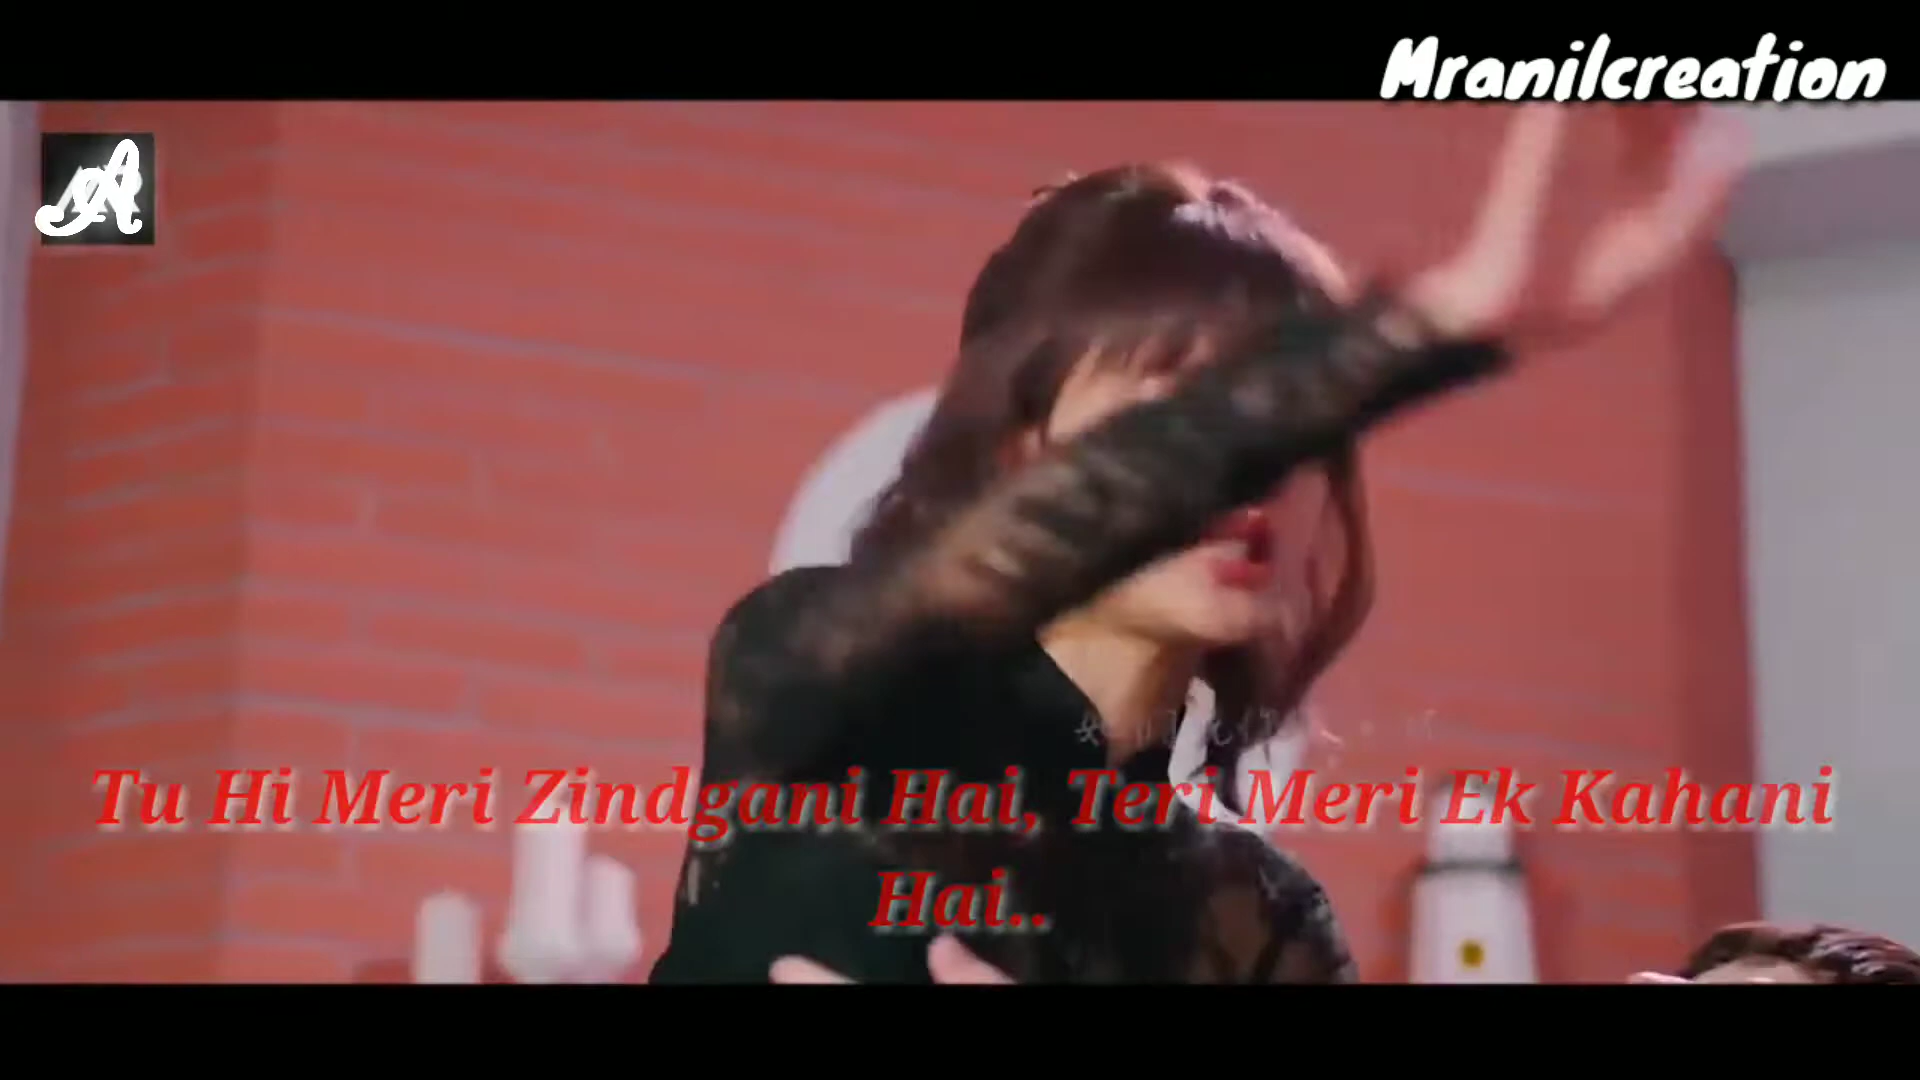 Mranilcreation
Tu Hi Meri Zindgani Hai, Teri Meri Ek Kahani
Hai..